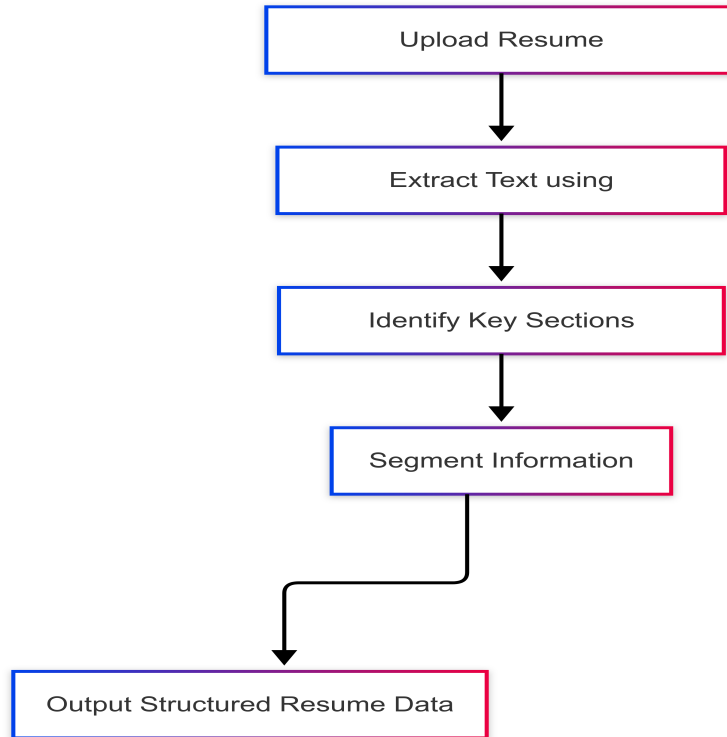 Upload Resume
Extract Text using
Identify Key Sections
Segment Information
Output Structured Resume Data